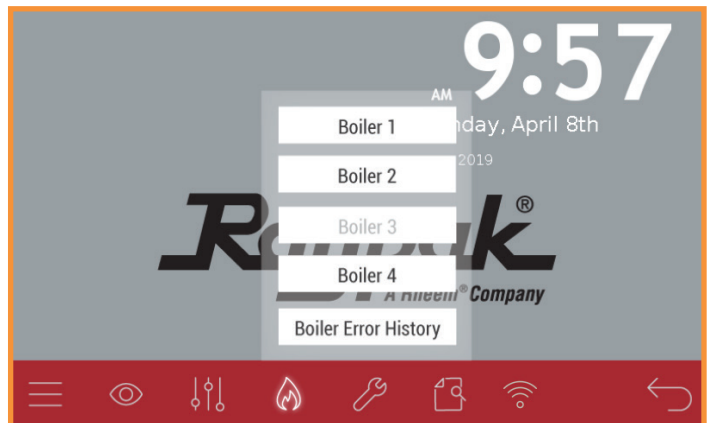 9:57
AM
day, April 8th
2019
Boiler 1
Boiler 2
Boiler 3
Boiler 4
Boiler Error History
®
A Rheem® Company